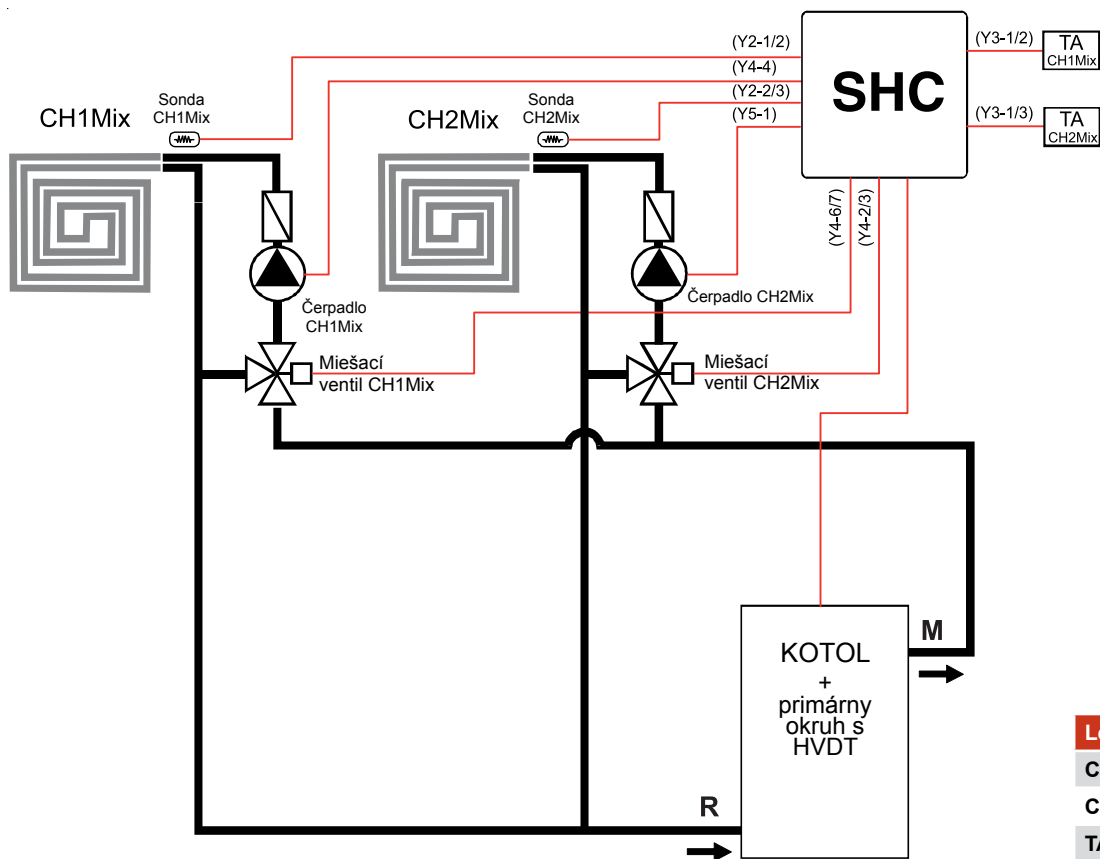 (Y2-1/2)
(Y4-4)
(Y2-2/3)
(Y5-1)
SHC
(Y3-1/2)
TA
CH1Mix
(Y3-1/3)
TA
CH2Mix
CH1Mix
Sonda
CH1Mix
CH2Mix
Sonda
CH2Mix
(Y4-6/7)
(Y4-2/3)
Čerpadlo
CH1Mix
Čerpadlo CH2Mix
Miešací
ventil CH1Mix
Miešací
ventil CH2Mix
KOTOL
+
primárny
okruh s
HVDT
M
R